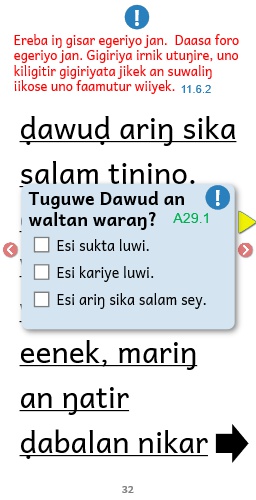 !
Ereba iŋ gisar egeriyo jan. Daasa foro
egeriyo jan. Gigiriya irnik utuŋire, uno
kiligitir gigiriyata jikek an suwaliŋ
iikose uno faamutur wiiyek. 11.6.2
ḍawuḍ ariŋ sika
salam tinino.
Tuguwe Dawud an !
waltan waraŋ? A29.1
Esi sukta luwi.
Esi kariye luwi.
Esi ariŋ sika salam sey.
eenek, mariŋ
an ŋatir
ḍabalan nikar
32